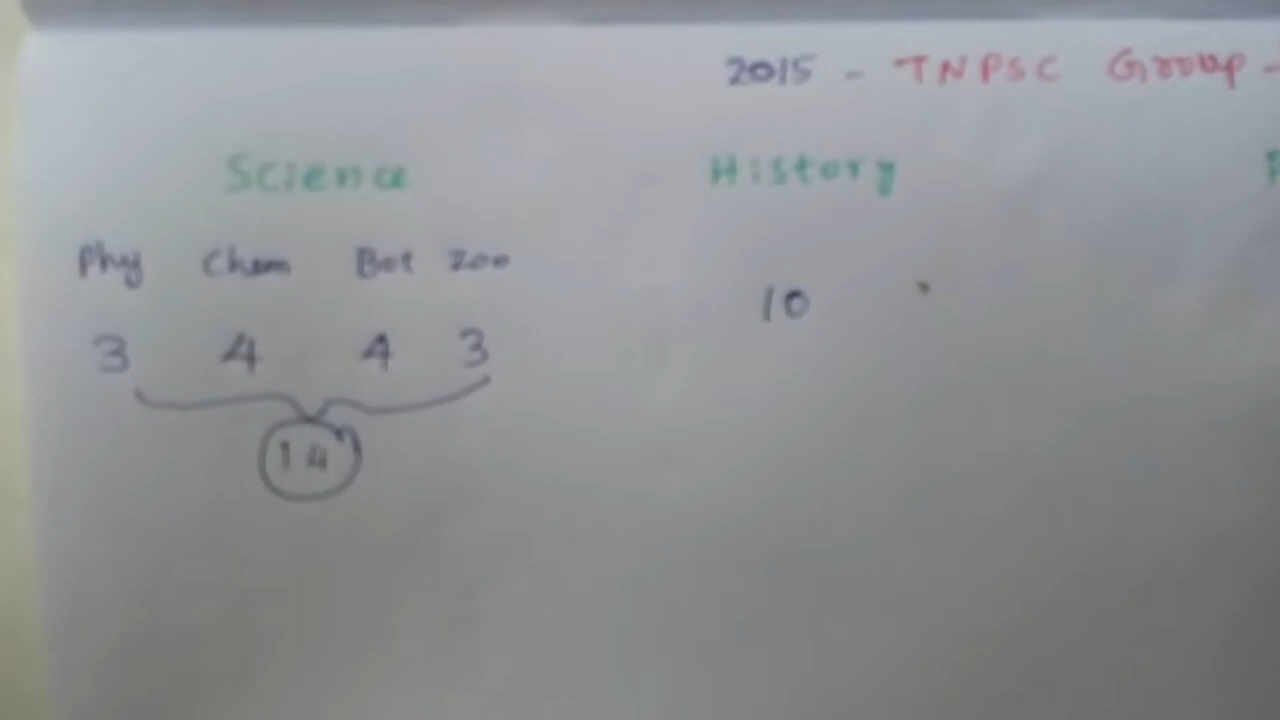 2015 - TNPSC Group -
Science History
Phy Chem Bot Zoo
3 4 4 3 10
14